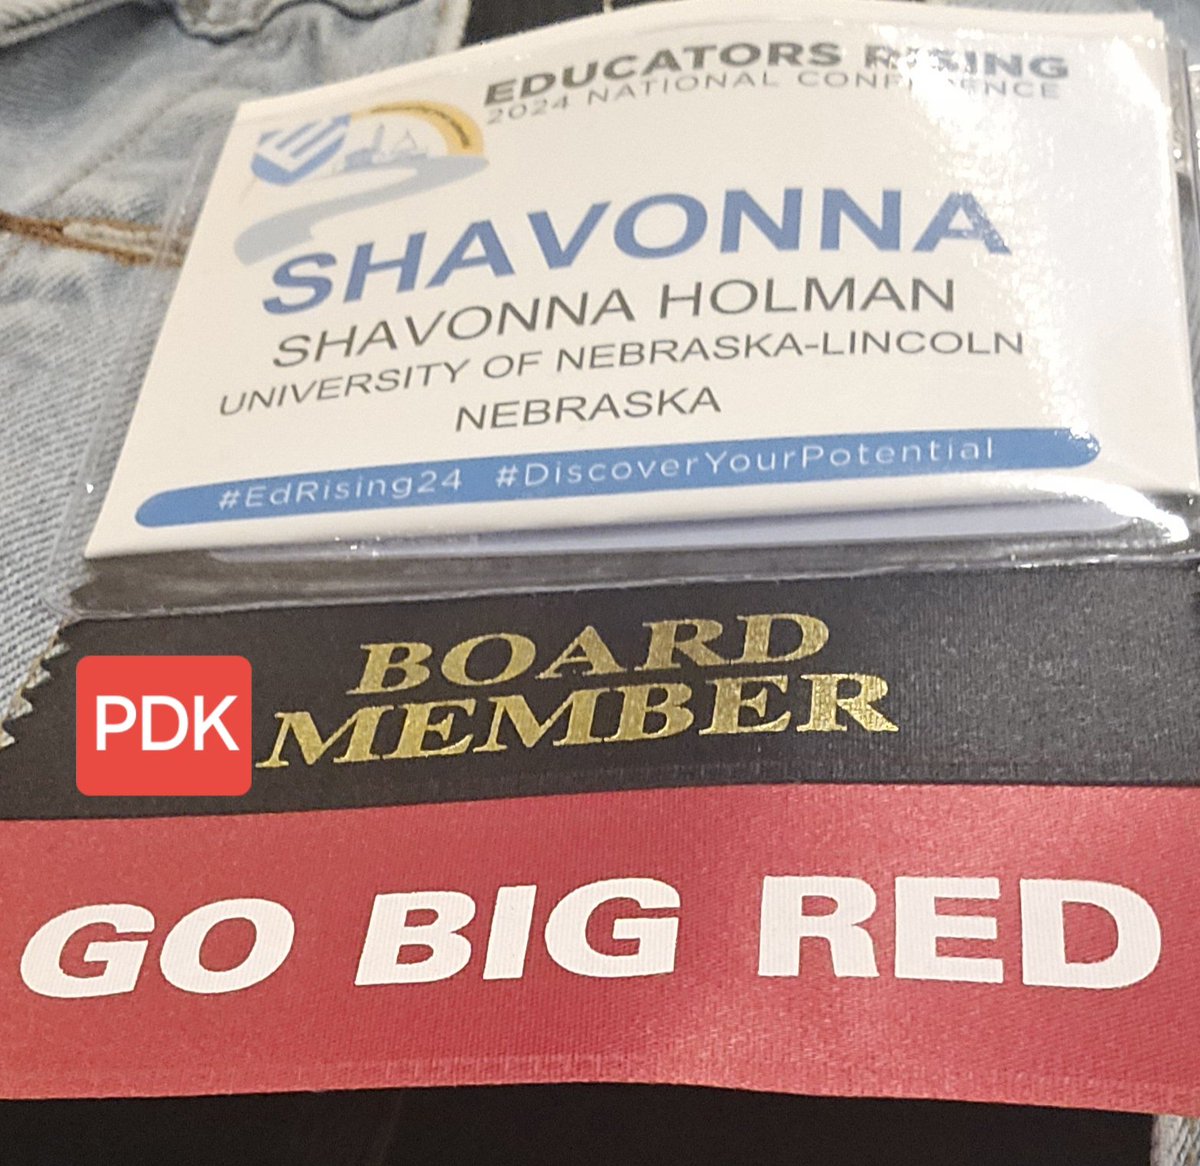 EDUCATORS RISING
2024 NATIONAL CONFERENCE
SHAVONNA
SHAVONNA HOLMAN
UNIVERSITY OF NEBRASKA-LINCOLN
NEBRASKA
#EdRising24 #DiscoverYourPotential
BOARD
PDK MEMBER
GO BIG RED